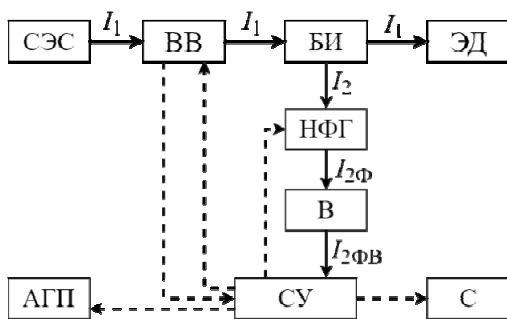 I₁ I₁ I₁
СЭС ВВ БИ ЭД
I₂
НФГ
I₂Ф
В
I₂ФВ
АГП СУ С